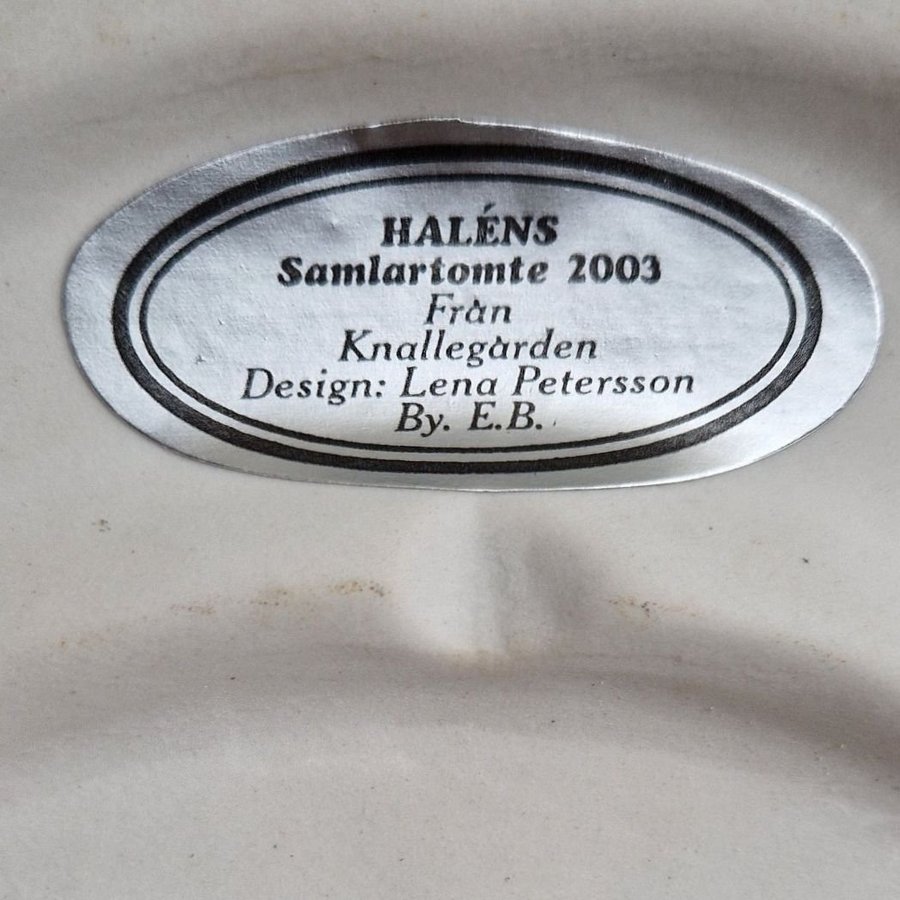 HALÉNS
Samlartomte 2003
Från
Knallegården
Design: Lena Petersson
By. E.B.